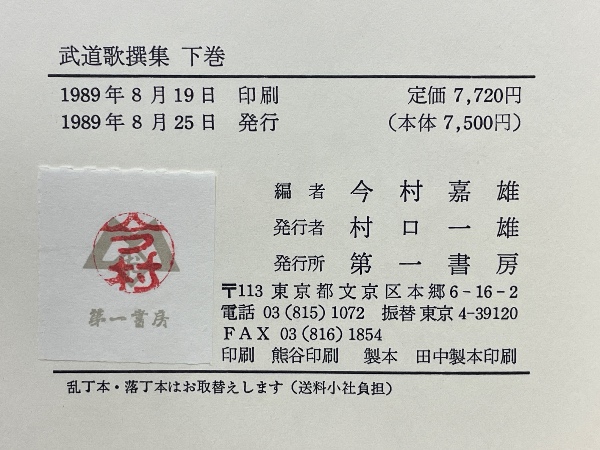 武道歌撰集 下巻
1989年8月19日 印刷 定価 7,720円
1989年8月25日 発行 (本体 7,500円)
編者 今村嘉雄
発行者 村口一雄
発行所 第一書房
〒113 東京都文京区本郷6-16-2
電話 03 (815) 1072 振替 東京 4-39120
FAX 03 (816) 1854
印刷 熊谷印刷 製本 田中製本印刷
今村
第一書房
乱丁本・落丁本はお取替えします (送料小社負担)